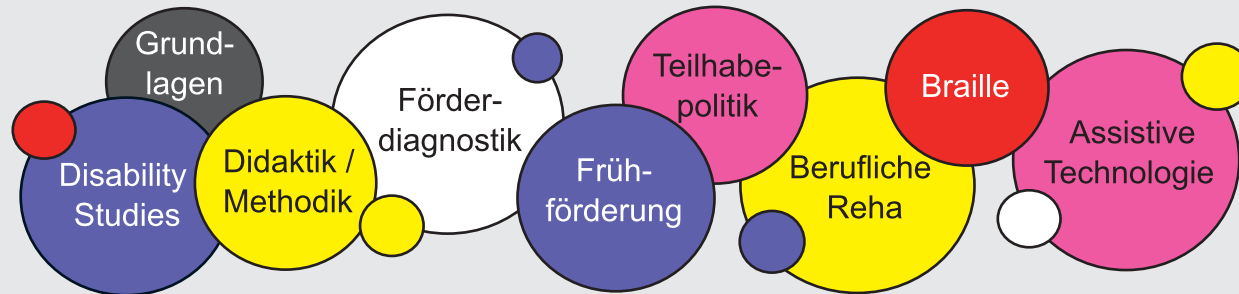 Grund-
lagen
Disability
Studies
Didaktik /
Methodik
Förder-
diagnostik
Früh-
förderung
Teilhabe-
politik
Berufliche
Reha
Braille
Assistive
Technologie